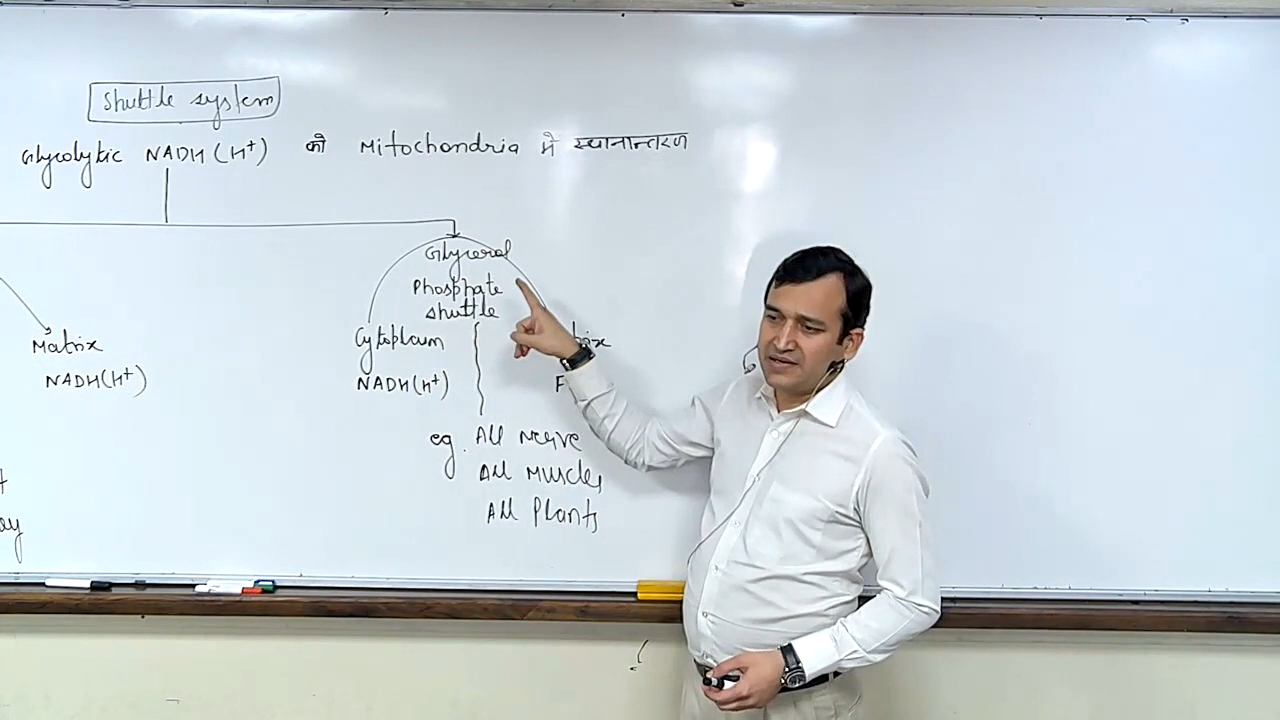 Shuttle system
Glycolytic NADH(H⁺) को Mitochondria में स्थानान्तरण
Glycerol
Phosphate
shuttle
Matrix
NADH(H⁺)
Cytoplasm
NADH(H⁺)
eg. All nerve
All Muscles
All Plants